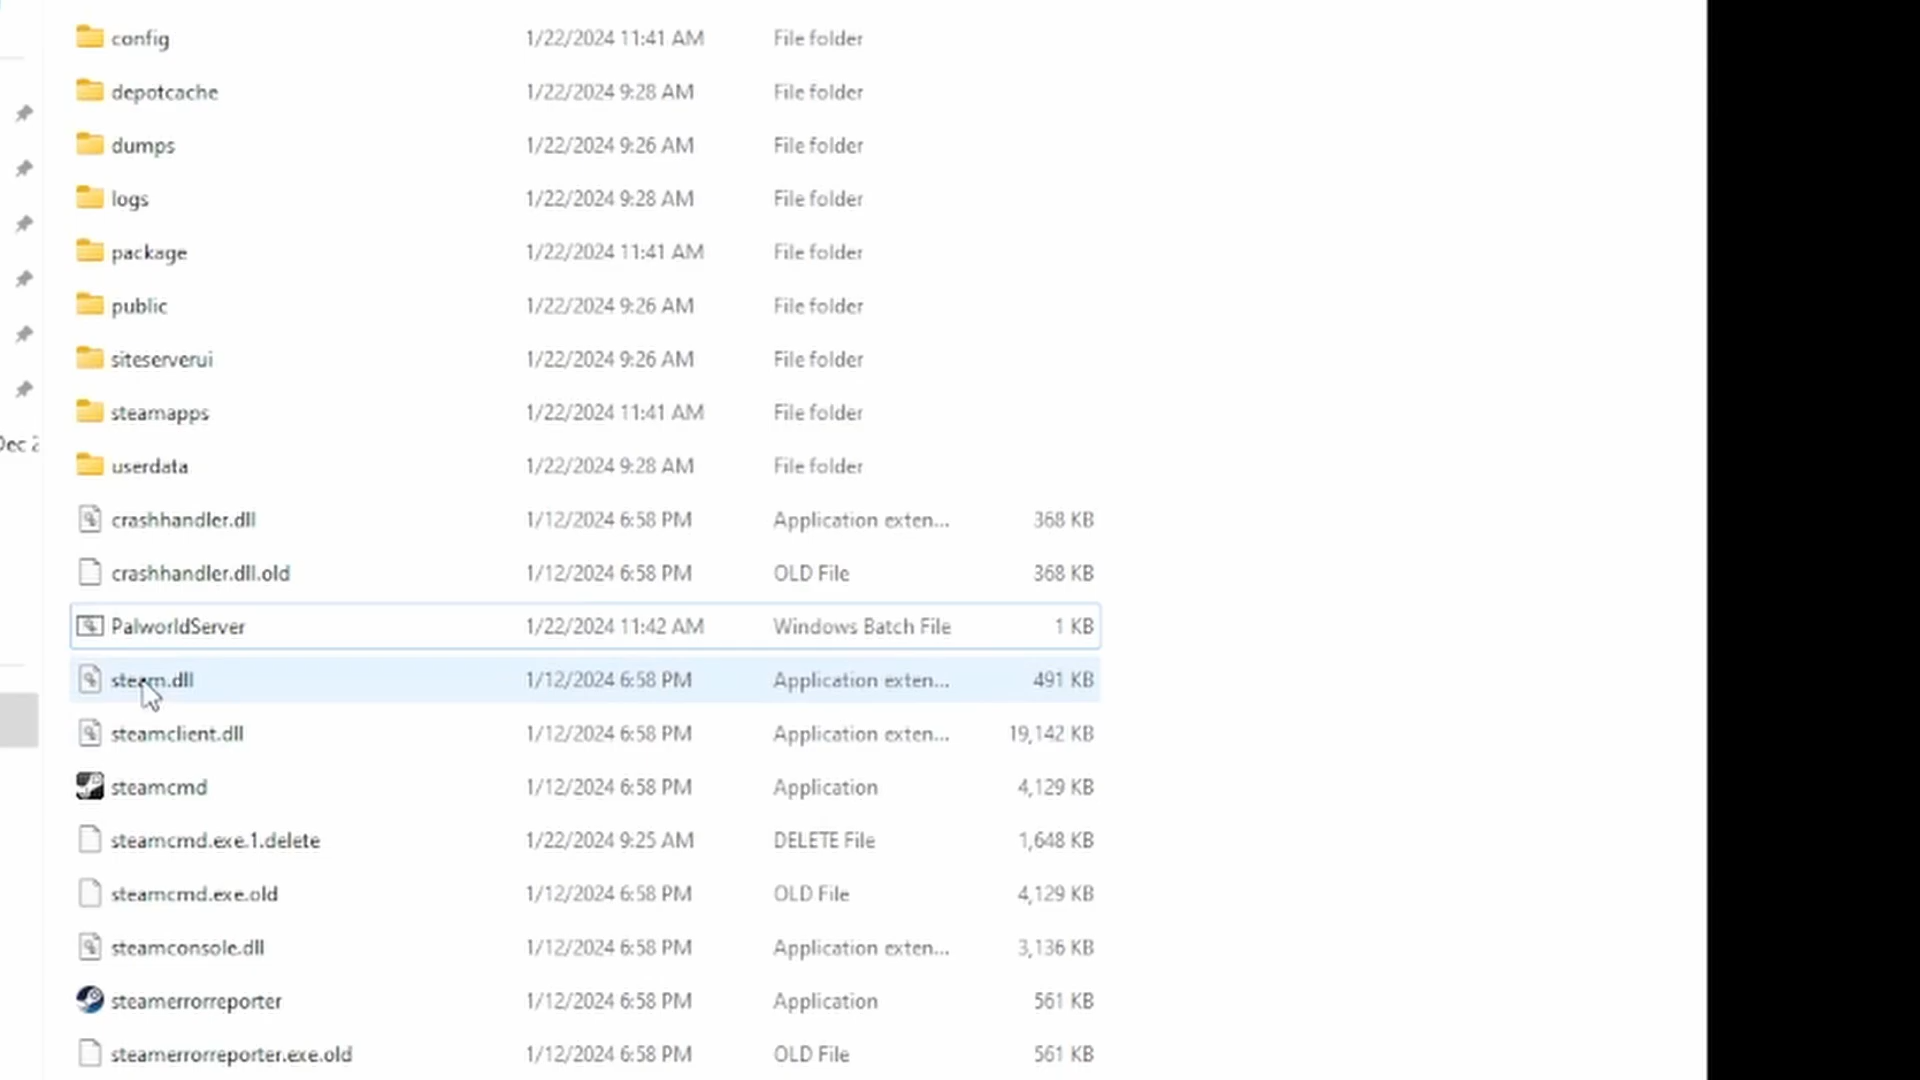 config 1/22/2024 11:41 AM File folder
depotcache 1/22/2024 9:28 AM File folder
dumps 1/22/2024 9:26 AM File folder
logs 1/22/2024 9:28 AM File folder
package 1/22/2024 11:41 AM File folder
public 1/22/2024 9:26 AM File folder
siteserverui 1/22/2024 9:26 AM File folder
steamapps 1/22/2024 11:41 AM File folder
Dec 2
userdata 1/22/2024 9:28 AM File folder
crashhandler.dll 1/12/2024 6:58 PM Application exten... 368 KB
crashhandler.dll.old 1/12/2024 6:58 PM OLD File 368 KB
PalworldServer 1/22/2024 11:42 AM Windows Batch File 1 KB
steam.dll 1/12/2024 6:58 PM Application exten... 491 KB
steamclient.dll 1/12/2024 6:58 PM Application exten... 19,142 KB
steamcmd 1/12/2024 6:58 PM Application 4,129 KB
steamcmd.exe.1.delete 1/22/2024 9:25 AM DELETE File 1,648 KB
steamcmd.exe.old 1/12/2024 6:58 PM OLD File 4,129 KB
steamconsole.dll 1/12/2024 6:58 PM Application exten... 3,136 KB
steamerrorreporter 1/12/2024 6:58 PM Application 561 KB
steamerrorreporter.exe.old 1/12/2024 6:58 PM OLD File 561 KB